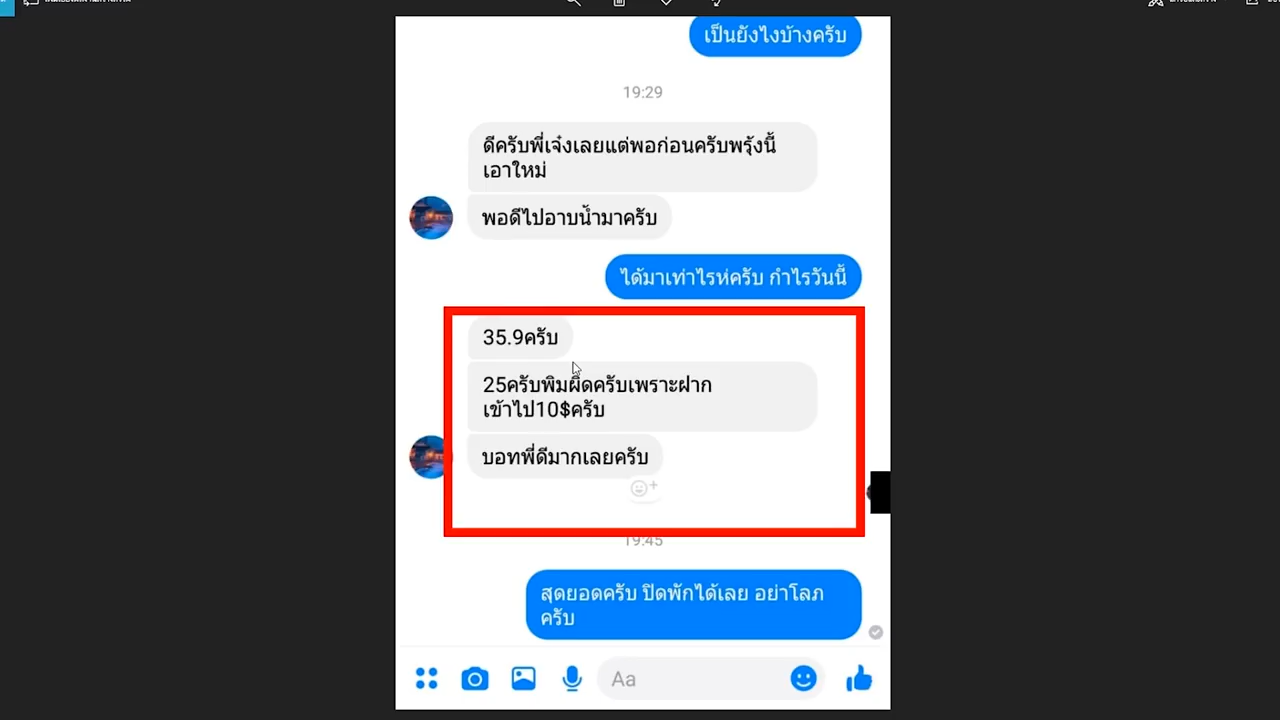 เป็นยังไงบ้างครับ
19:29
ดีครับพี่เจ๋งเลยแต่พอก่อนครับพรุ้งนี้
เอาใหม่
พอดีไปอาบน้ำมาครับ
ได้มาเท่าไรห่ครับ กำไรวันนี้
35.9ครับ
25ครับพิมผิดครับเพราะฝาก
เข้าไป10$ครับ
บอทพี่ดีมากเลยครับ
19:45
สุดยอดครับ ปิดพักได้เลย อย่าโลภ
ครับ
Aa